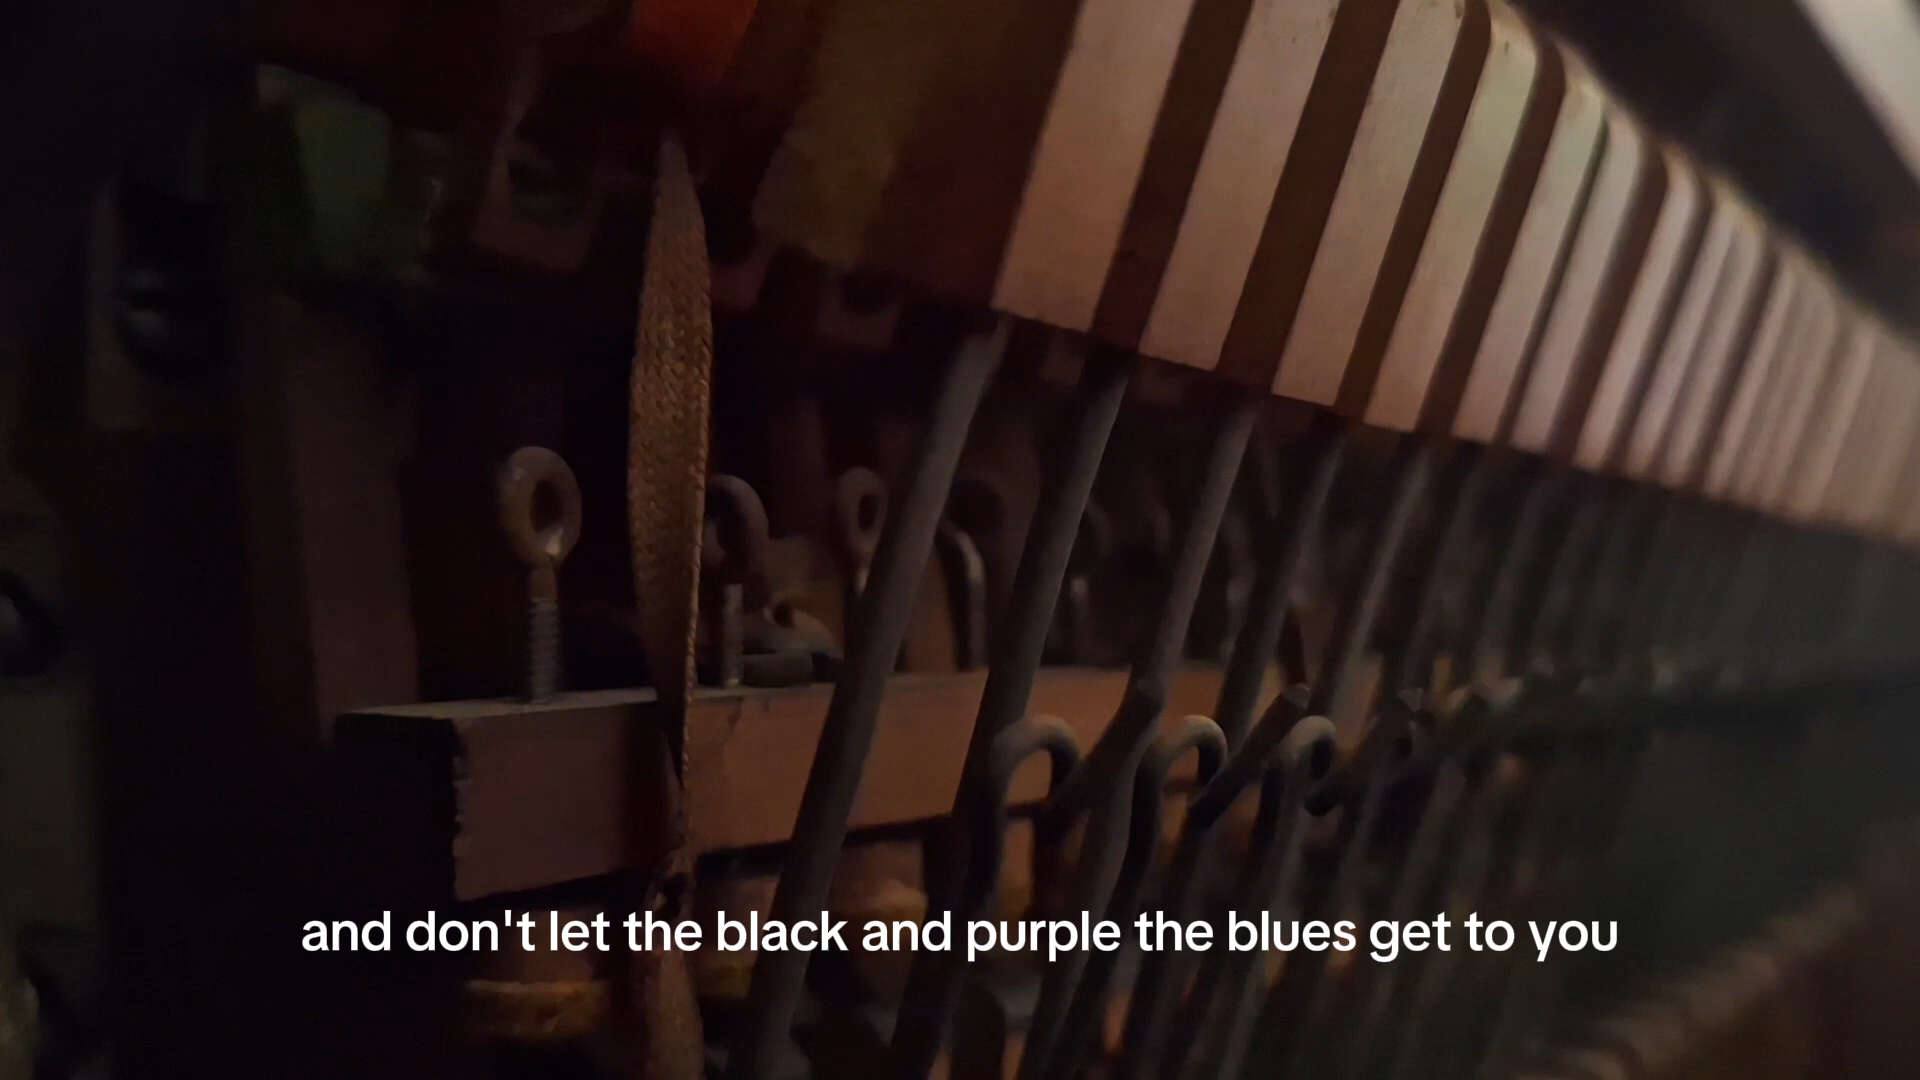 and don't let the black and purple the blues get to you